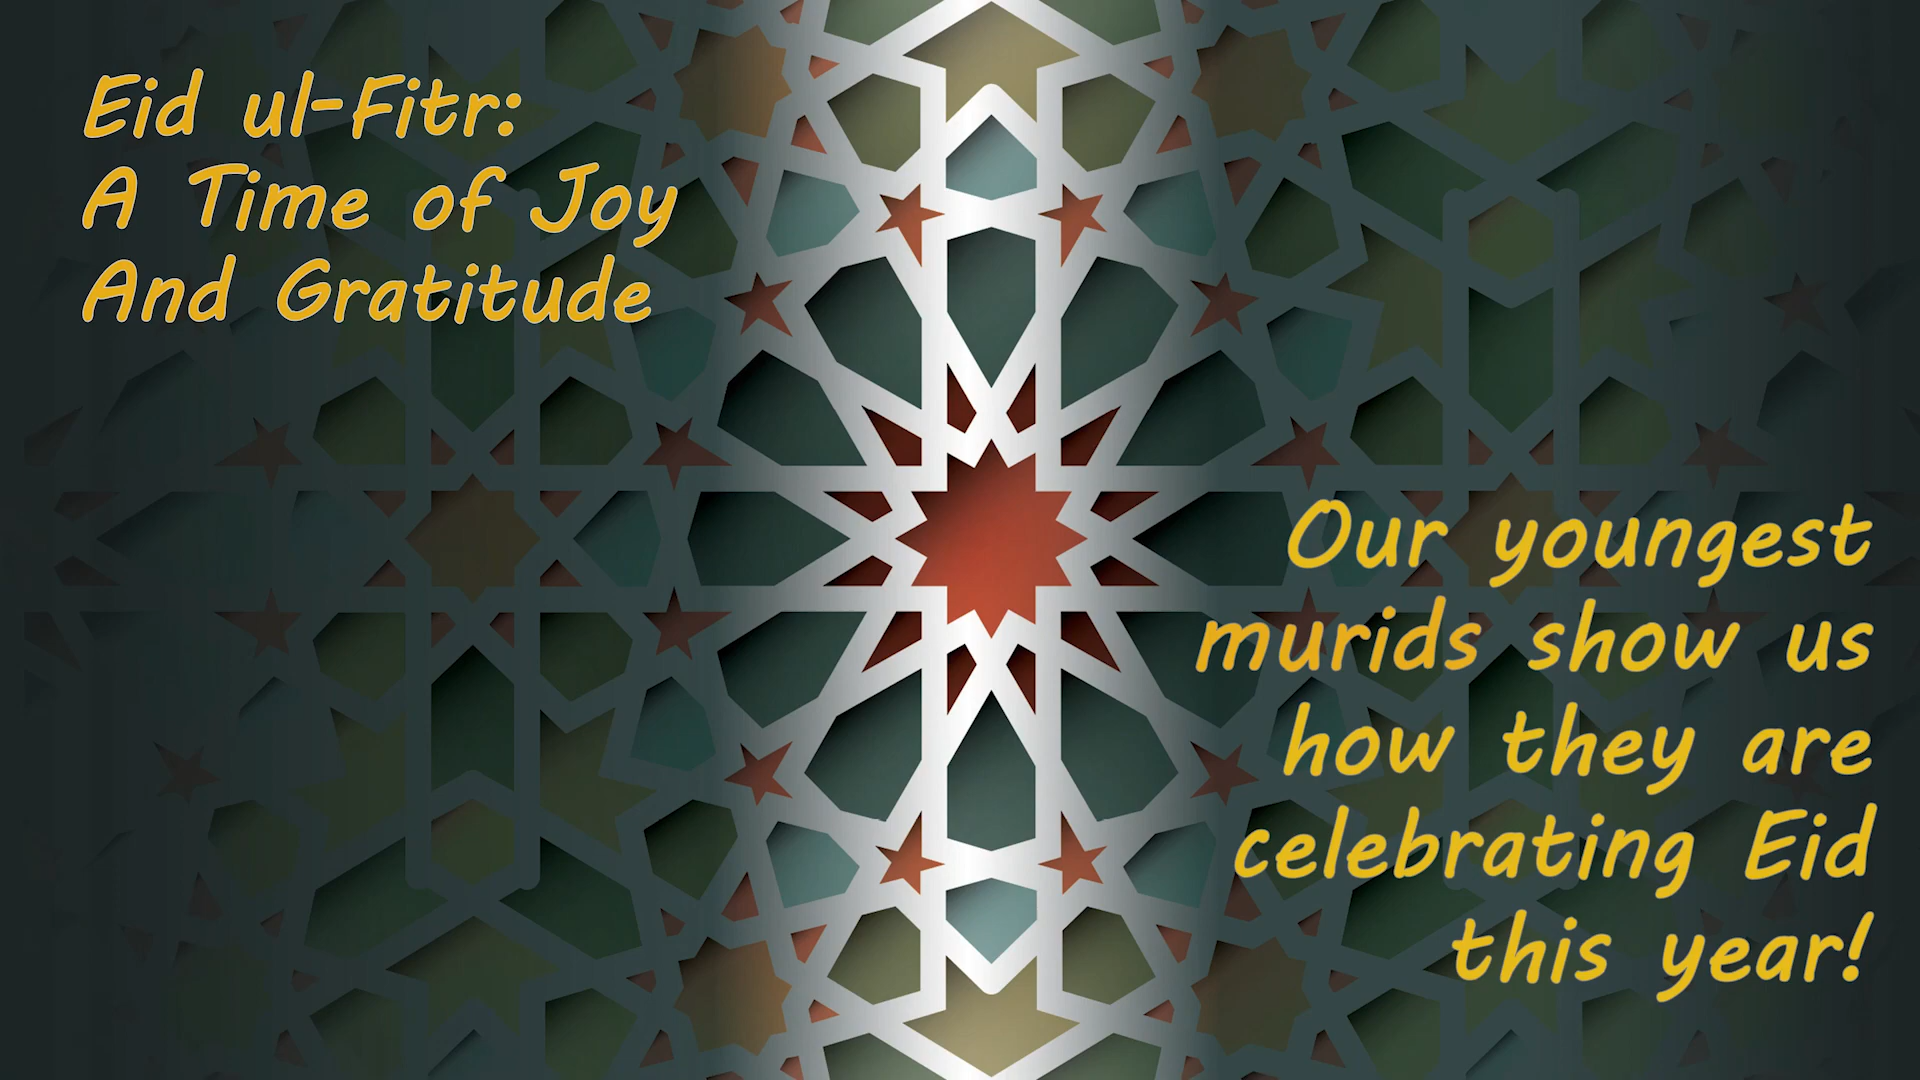 Eid ul-Fitr:
A Time of Joy
And Gratitude
Our youngest
murids show us
how they are
celebrating Eid
this year!